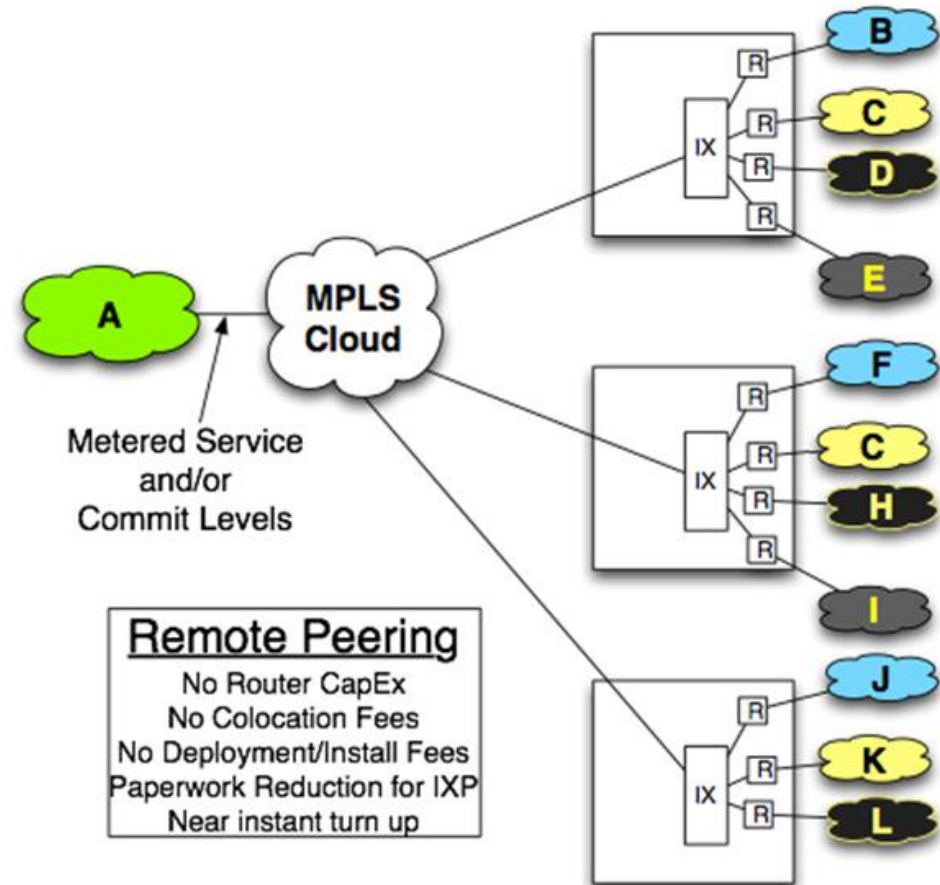 B
R
C
R
IX
D
R
R
E
A
MPLS
Cloud
F
R
Metered Service
and/or
Commit Levels
C
R
IX
H
R
R
I
Remote Peering
No Router CapEx
No Colocation Fees
No Deployment/Install Fees
Paperwork Reduction for IXP
Near instant turn up
J
R
K
R
IX
L
R